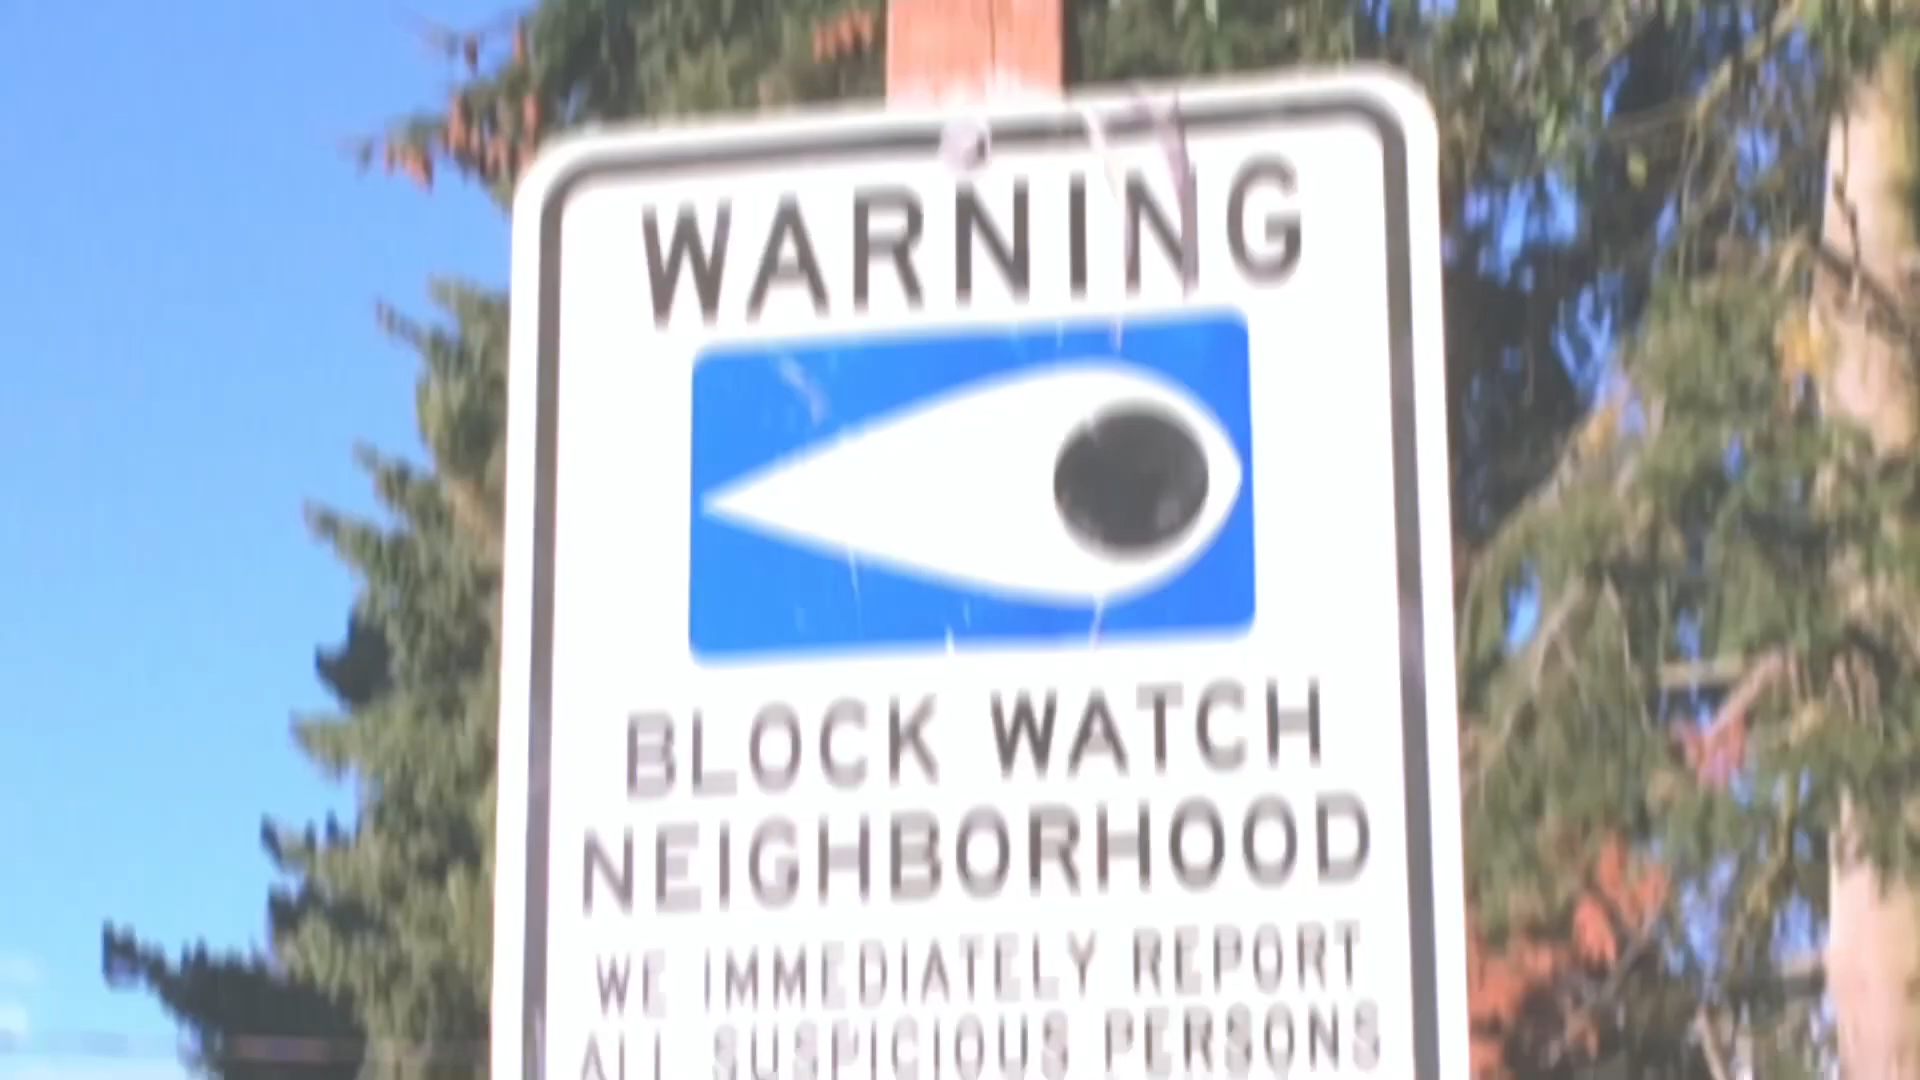 WARNING
BLOCK WATCH
NEIGHBORHOOD
WE IMMEDIATELY REPORT
ALL SUSPICIOUS PERSONS